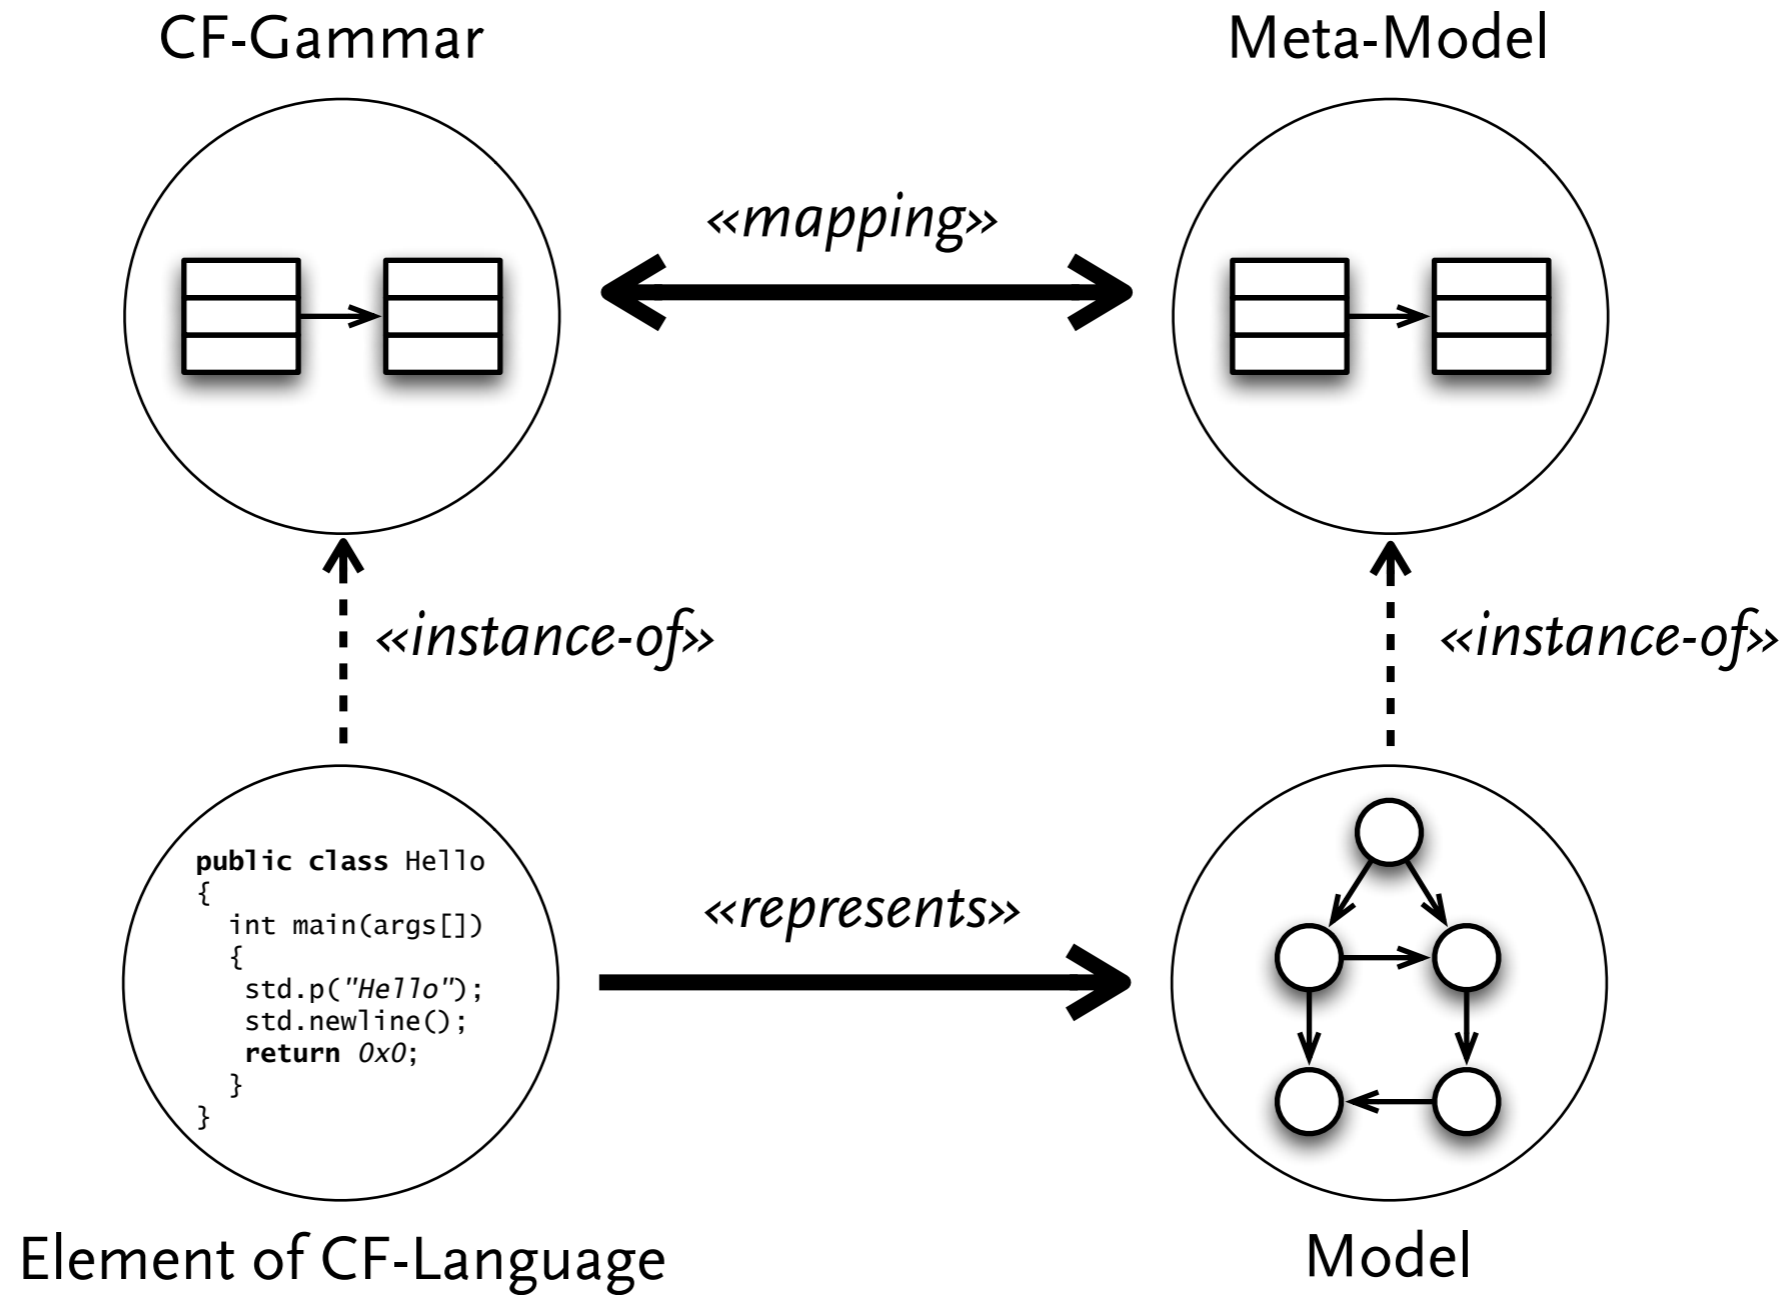 CF-Gammar
Meta-Model
«mapping»
«instance-of»
«instance-of»
public class Hello
{
int main(args[])
{
std.p("Hello");
std.newline();
return 0x0;
}
}
«represents»
Element of CF-Language
Model